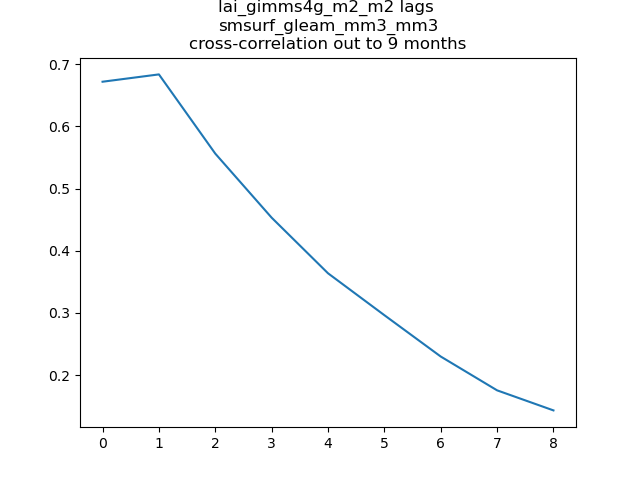 lai_gimms4g_m2_m2 lags
smsurf_gleam_mm3_mm3
cross-correlation out to 9 months
0.7
0.6
0.5
0.4
0.3
0.2
0 1 2 3 4 5 6 7 8